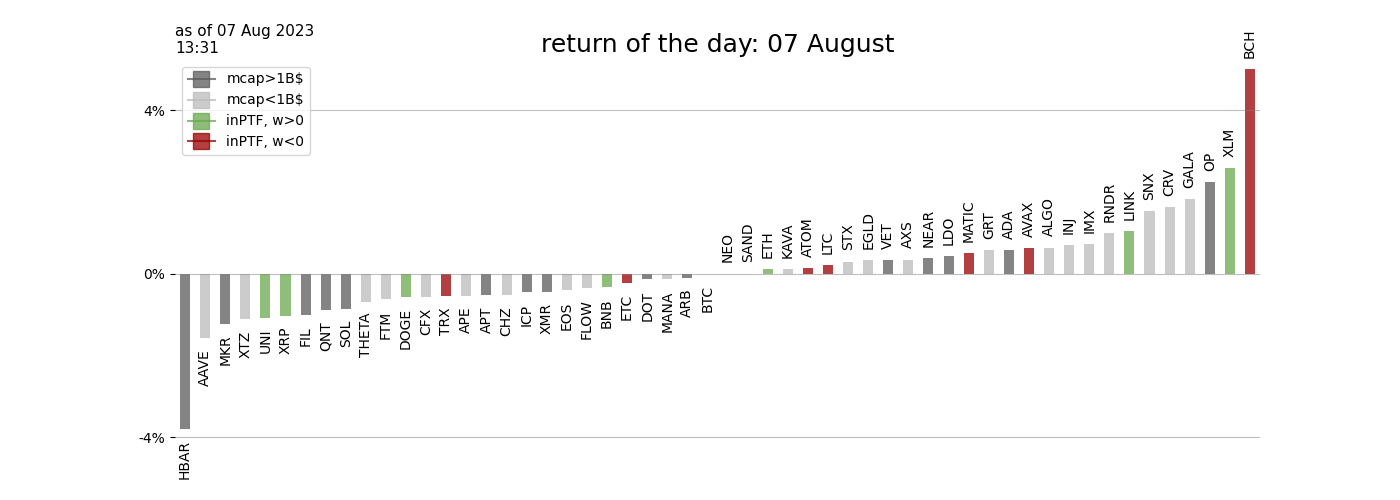 as of 07 Aug 2023
13:31
return of the day: 07 August
mcap>1B$
mcap<1B$
inPTF, w>0
inPTF, w<0
4%
0%
-4%
HBAR
AAVE
MKR
XTZ
UNI
XRP
FIL
QNT
SOL
THETA
FTM
DOGE
CFX
TRX
APE
APT
CHZ
ICP
XMR
EOS
FLOW
BNB
ETC
DOT
MANA
ARB
BTC
NEO
SAND
ETH
KAVA
ATOM
LTC
STX
EGLD
VET
AXS
NEAR
LDO
MATIC
GRT
ADA
AVAX
ALGO
INJ
IMX
RNDR
LINK
SNX
CRV
GALA
OP
XLM
BCH